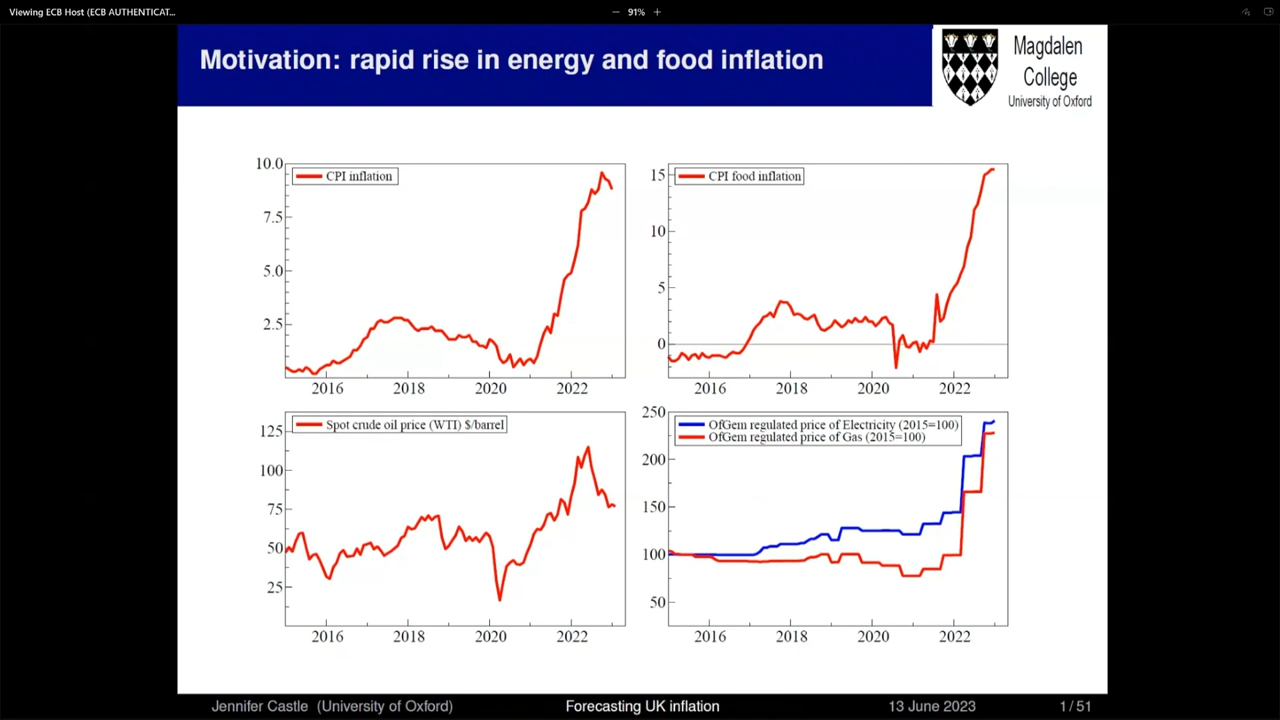 Viewing ECB Host (ECB AUTHENTICAT...
91%
Motivation: rapid rise in energy and food inflation
Magdalen
College
University of Oxford
CPI inflation
10.0
7.5
5.0
2.5
2016 2018 2020 2022
CPI food inflation
15
10
5
0
2016 2018 2020 2022
Spot crude oil price (WTI) $/barrel
125
100
75
50
25
2016 2018 2020 2022
OfGem regulated price of Electricity (2015=100)
OfGem regulated price of Gas (2015=100)
250
200
150
100
50
2016 2018 2020 2022
Jennifer Castle (University of Oxford) Forecasting UK inflation 13 June 2023 1 / 51